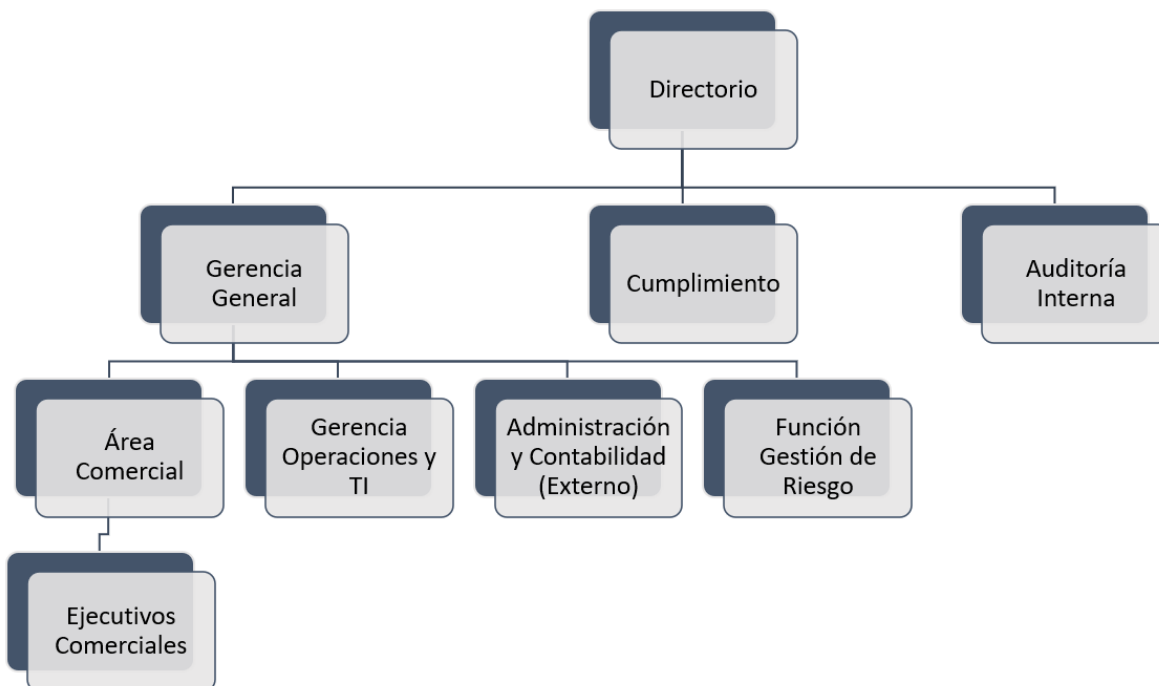 Directorio
Gerencia
General
Cumplimiento
Auditoría
Interna
Área
Comercial
Gerencia
Operaciones y
TI
Administración
y Contabilidad
(Externo)
Función
Gestión de
Riesgo
Ejecutivos
Comerciales